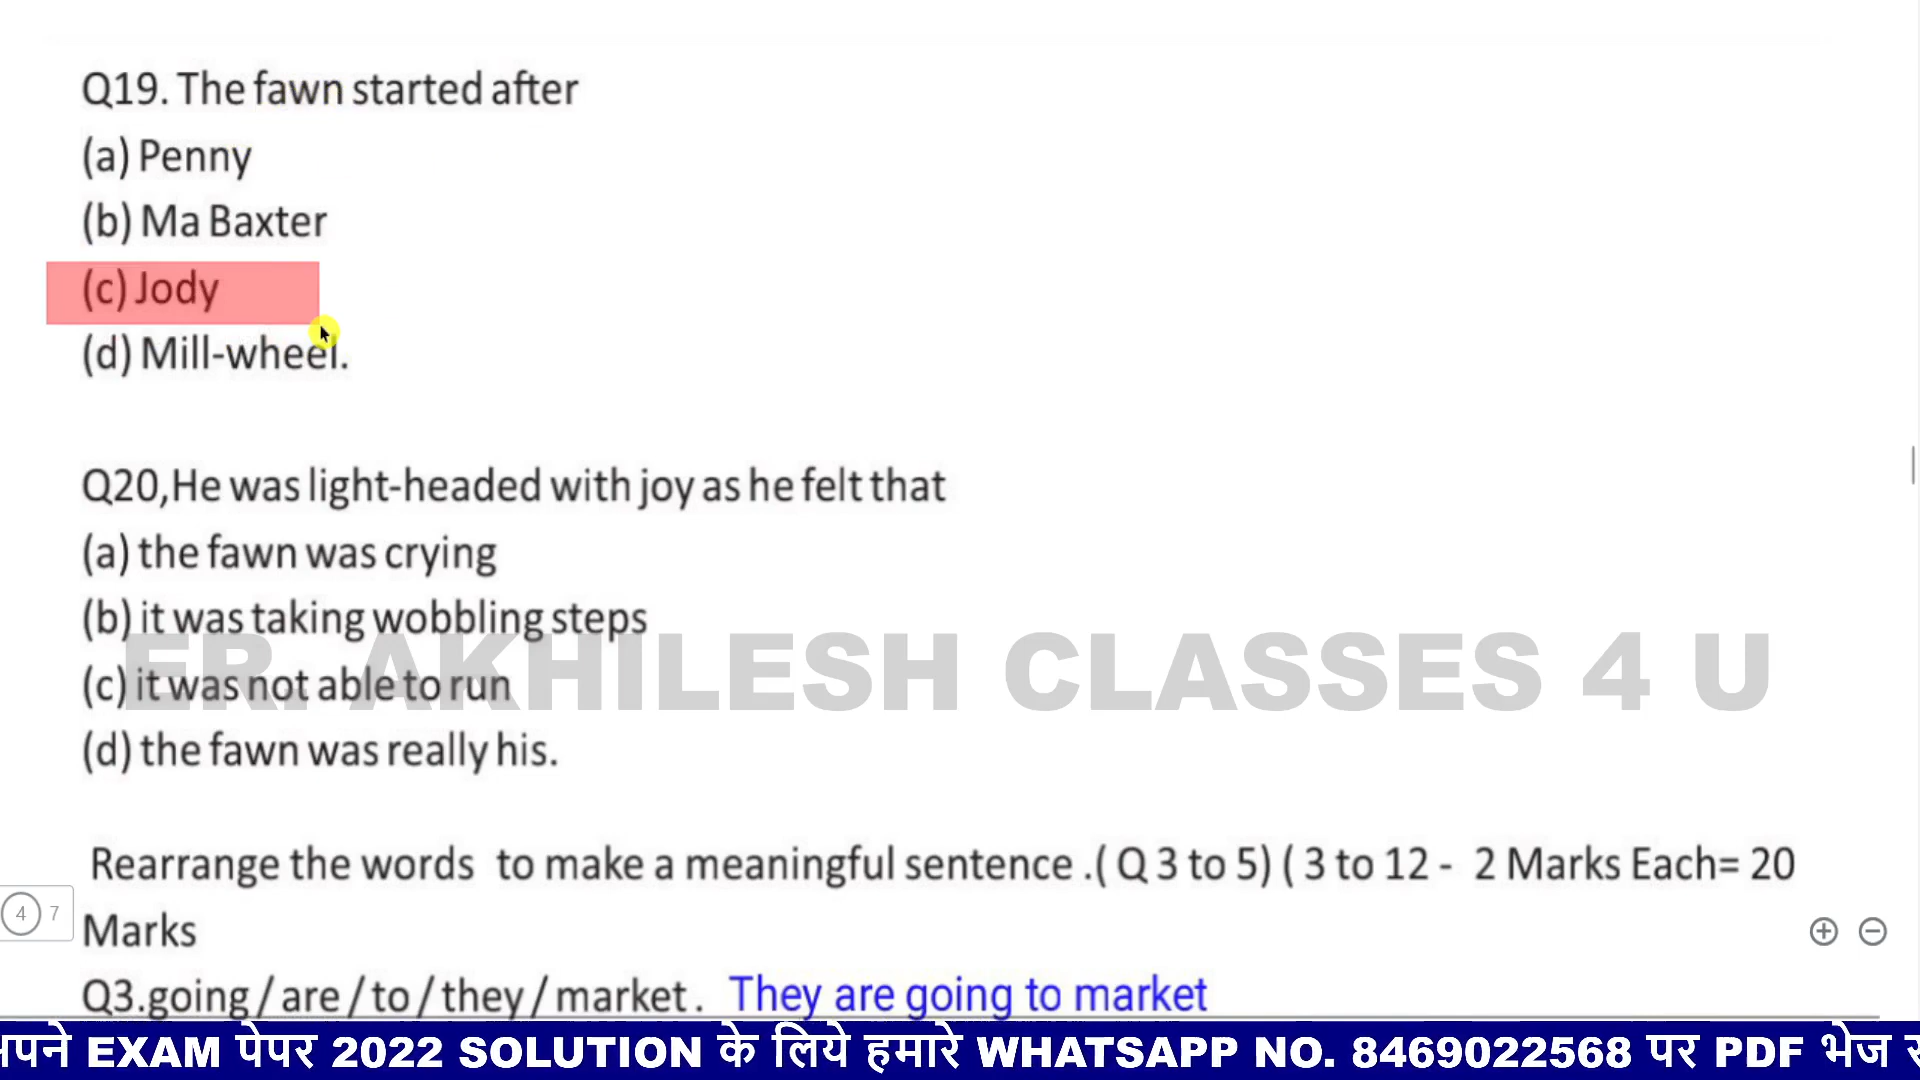 Q19. The fawn started after
(a) Penny
(b) Ma Baxter
(c) Jody
(d) Mill-wheel.
Q20,He was light-headed with joy as he felt that
(a) the fawn was crying
(b) it was taking wobbling steps
ER. AKHILESH CLASSES 4 U
(c) it was not able to run
(d) the fawn was really his.
Rearrange the words to make a meaningful sentence .( Q 3 to 5) ( 3 to 12 - 2 Marks Each= 20
4 7
Marks
Q3.going / are / to / they / market . They are going to market
EXAM पेपर 2022 SOLUTION के लिये हमारे WHATSAPP NO. 8469022568 पर PDF भेज